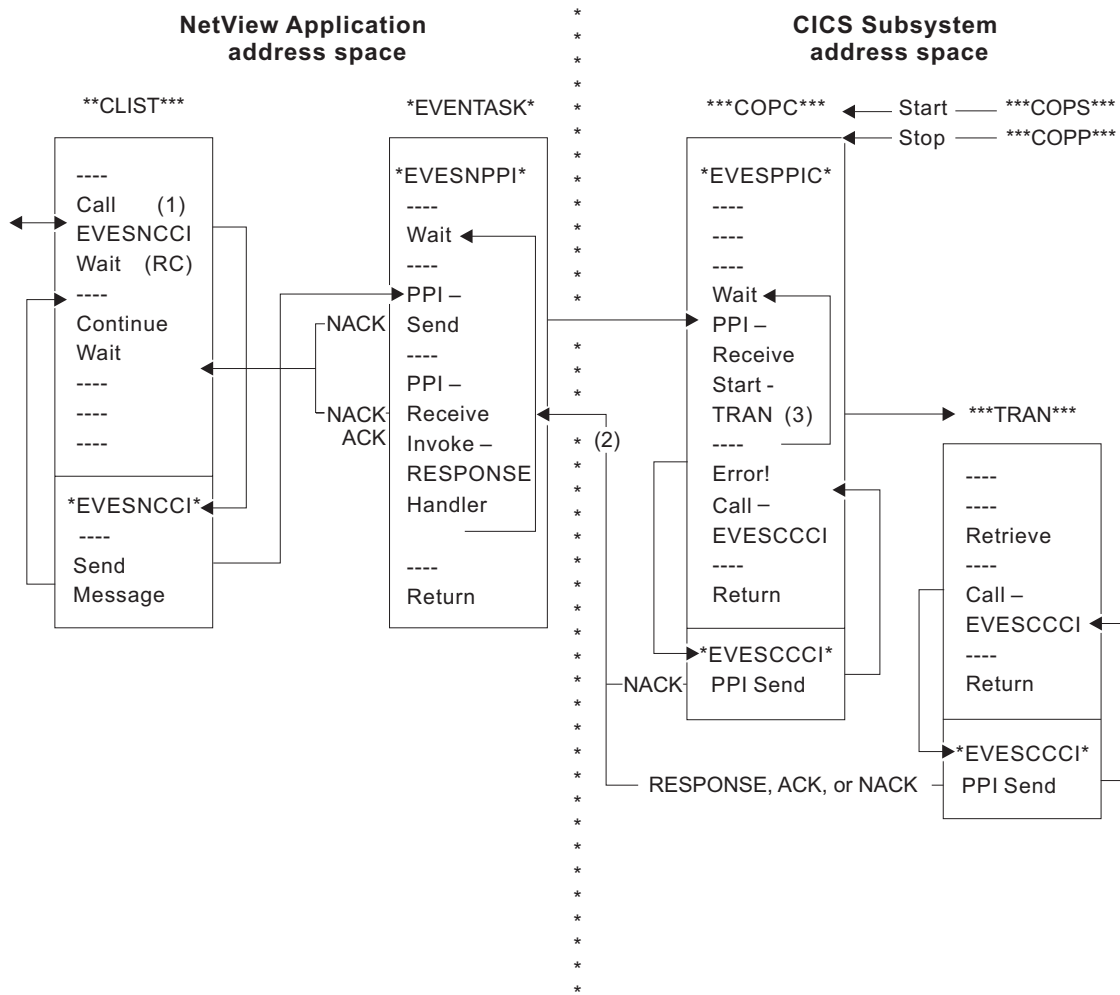 NetView Application
address space
CICS Subsystem
address space
**CLIST***
----
Call (1)
EVESNCCI
Wait (RC)
----
Continue
Wait
----
----
----
*EVESNCCI*
----
Send
Message
*EVENTASK*
*EVESNPPI*
----
Wait
----
PPI –
Send
----
PPI –
Receive
Invoke –
RESPONSE
Handler
----
Return
NACK
NACK
ACK
(2)
***COPC***
Start
***COPS***
Stop
***COPP***
*EVESPPIC*
----
----
----
Wait
PPI –
Receive
Start -
TRAN (3)
----
Error!
Call –
EVESCCCI
----
Return
*EVESCCCI*
PPI Send
NACK
***TRAN***
----
----
Retrieve
----
Call –
EVESCCCI
----
Return
*EVESCCCI*
PPI Send
RESPONSE, ACK, or NACK